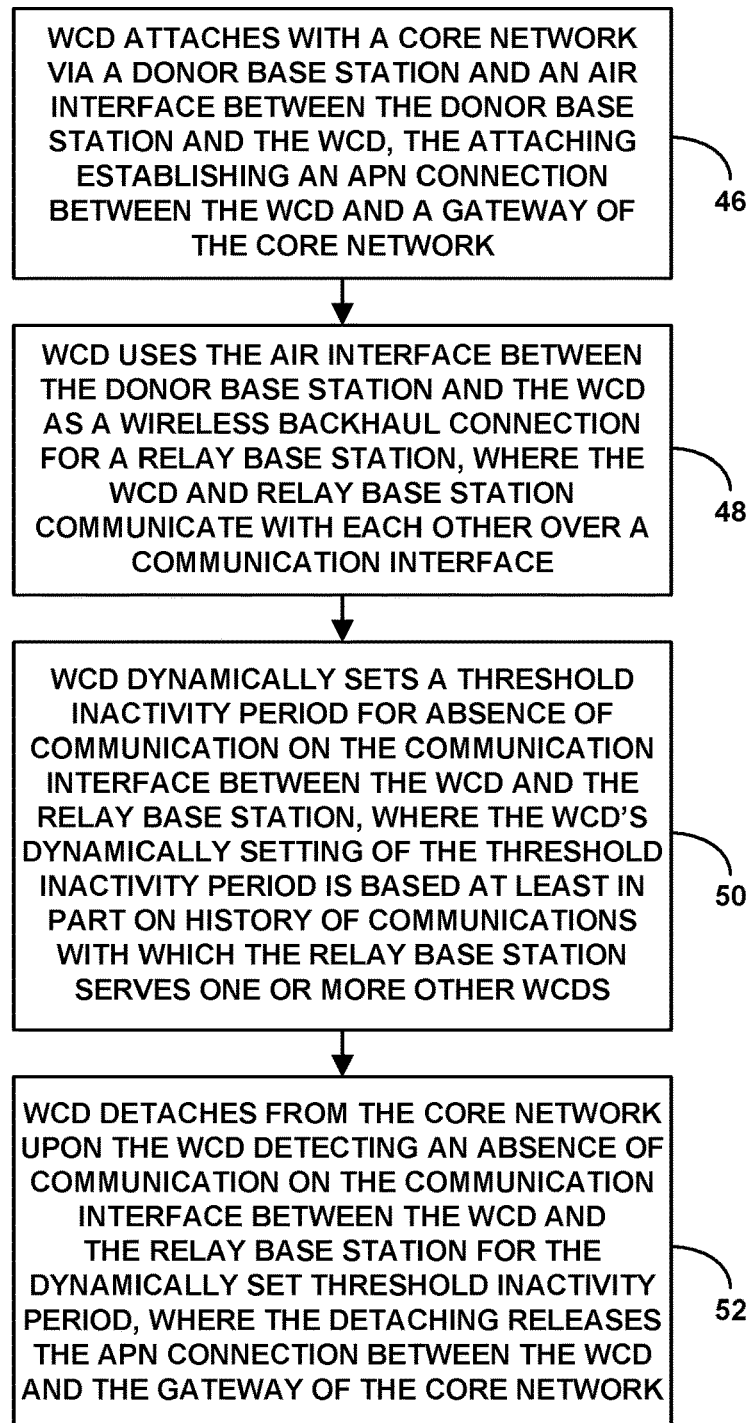 WCD ATTACHES WITH A CORE NETWORK
VIA A DONOR BASE STATION AND AN AIR
INTERFACE BETWEEN THE DONOR BASE
STATION AND THE WCD, THE ATTACHING
ESTABLISHING AN APN CONNECTION
BETWEEN THE WCD AND A GATEWAY OF
THE CORE NETWORK
46
WCD USES THE AIR INTERFACE BETWEEN
THE DONOR BASE STATION AND THE WCD
AS A WIRELESS BACKHAUL CONNECTION
FOR A RELAY BASE STATION, WHERE THE
WCD AND RELAY BASE STATION
COMMUNICATE WITH EACH OTHER OVER A
COMMUNICATION INTERFACE
48
WCD DYNAMICALLY SETS A THRESHOLD
INACTIVITY PERIOD FOR ABSENCE OF
COMMUNICATION ON THE COMMUNICATION
INTERFACE BETWEEN THE WCD AND THE
RELAY BASE STATION, WHERE THE WCD'S
DYNAMICALLY SETTING OF THE THRESHOLD
INACTIVITY PERIOD IS BASED AT LEAST IN
PART ON HISTORY OF COMMUNICATIONS
WITH WHICH THE RELAY BASE STATION
SERVES ONE OR MORE OTHER WCDS
50
WCD DETACHES FROM THE CORE NETWORK
UPON THE WCD DETECTING AN ABSENCE OF
COMMUNICATION ON THE COMMUNICATION
INTERFACE BETWEEN THE WCD AND
THE RELAY BASE STATION FOR THE
DYNAMICALLY SET THRESHOLD INACTIVITY
PERIOD, WHERE THE DETACHING RELEASES
THE APN CONNECTION BETWEEN THE WCD
AND THE GATEWAY OF THE CORE NETWORK
52